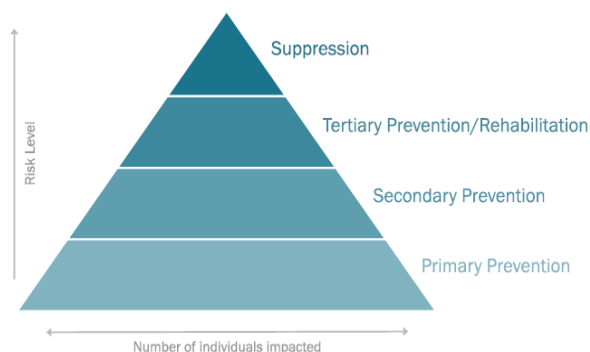 Suppression
Tertiary Prevention/Rehabilitation
Secondary Prevention
Primary Prevention
Risk Level
Number of individuals impacted